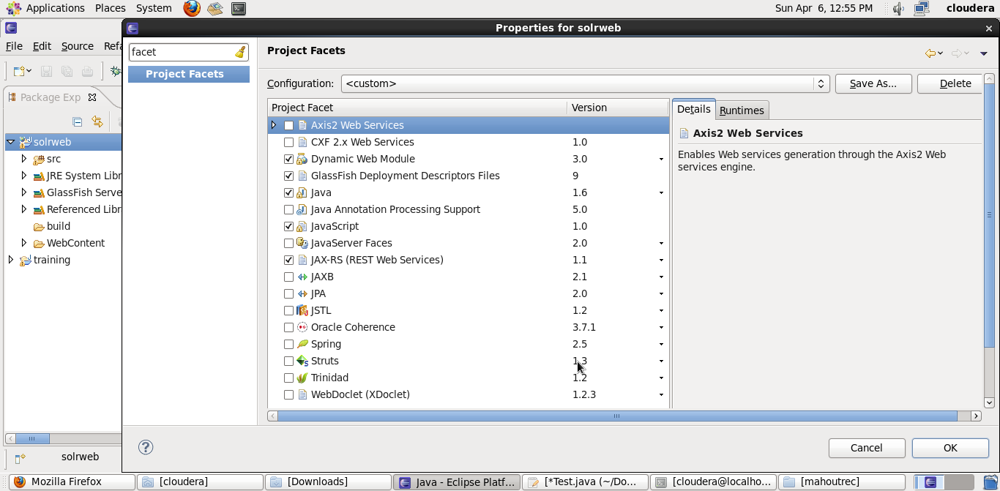 Applications Places System Sun Apr 6, 12:55 PM cloudera
Properties for solrweb
File Edit Source Refa
facet
Project Facets
Project Facets
Configuration: <custom> Save As... Delete
Package Exp
Project Facet Version
Details Runtimes
Axis2 Web Services
CXF 2.x Web Services 1.0
Dynamic Web Module 3.0
GlassFish Deployment Descriptors Files 9
Java 1.6
Java Annotation Processing Support 5.0
JavaScript 1.0
JavaServer Faces 2.0
JAX-RS (REST Web Services) 1.1
JAXB 2.1
JPA 2.0
JSTL 1.2
Oracle Coherence 3.7.1
Spring 2.5
Struts 1.3
Trinidad 1.2
WebDoclet (XDoclet) 1.2.3
Axis2 Web Services
Enables Web services generation through the Axis2 Web
services engine.
solrweb
src
JRE System Libr
GlassFish Serve
Referenced Libr
build
WebContent
training
solrweb
Cancel OK
Mozilla Firefox [cloudera] [Downloads] Java - Eclipse Platf... [*Test.java (~/Do... [cloudera@localho... [mahoutrec]